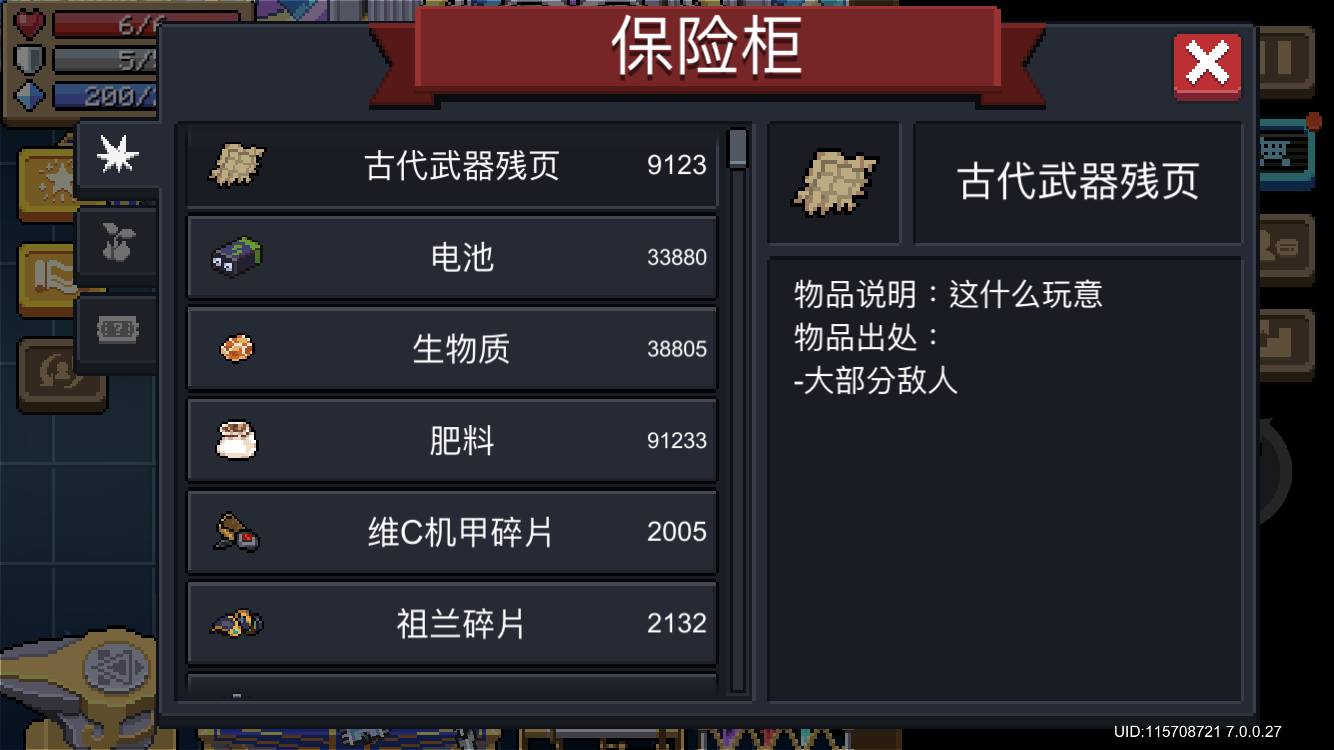 保险柜
6/6
5/
200/
古代武器残页 9123
电池 33880
生物质 38805
肥料 91233
维C机甲碎片 2005
祖兰碎片 2132
古代武器残页
物品说明：这什么玩意
物品出处：
-大部分敌人
UID:115708721 7.0.0.27